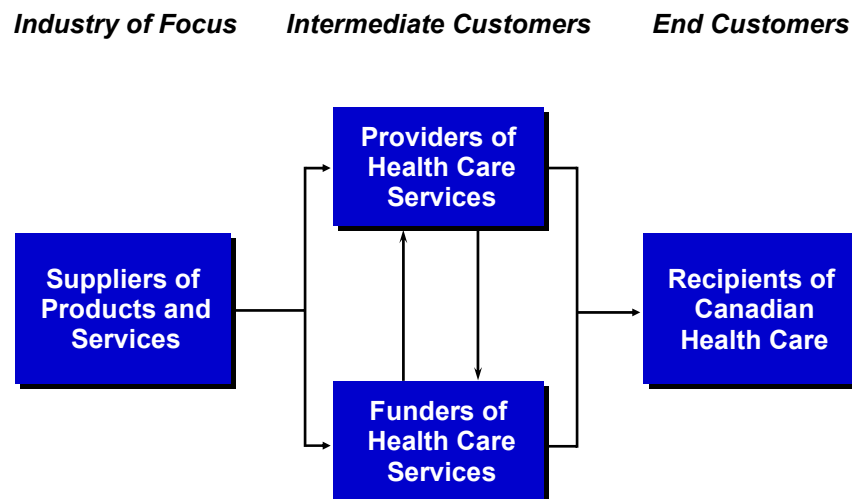 Industry of Focus
Intermediate Customers
End Customers
Providers of
Health Care
Services
Suppliers of
Products and
Services
Recipients of
Canadian
Health Care
Funders of
Health Care
Services